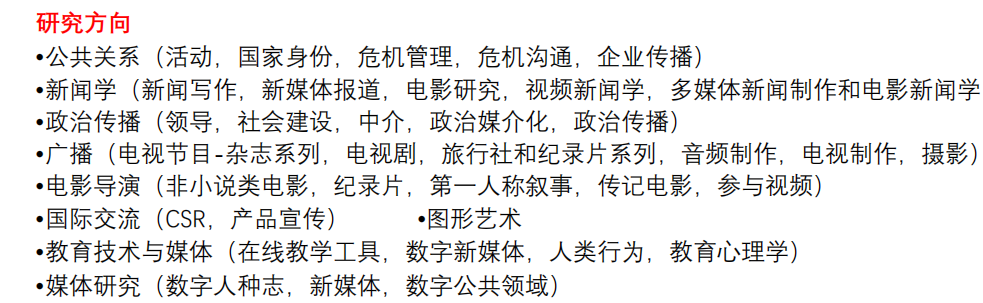 研究方向
•公共关系（活动，国家身份，危机管理，危机沟通，企业传播）
•新闻学（新闻写作，新媒体报道，电影研究，视频新闻学，多媒体新闻制作和电影新闻学
•政治传播（领导，社会建设，中介，政治媒介化，政治传播）
•广播（电视节目-杂志系列，电视剧，旅行社和纪录片系列，音频制作，电视制作，摄影）
•电影导演（非小说类电影，纪录片，第一人称叙事，传记电影，参与视频）
•国际交流（CSR，产品宣传） •图形艺术
•教育技术与媒体（在线教学工具，数字新媒体，人类行为，教育心理学）
•媒体研究（数字人种志，新媒体，数字公共领域）